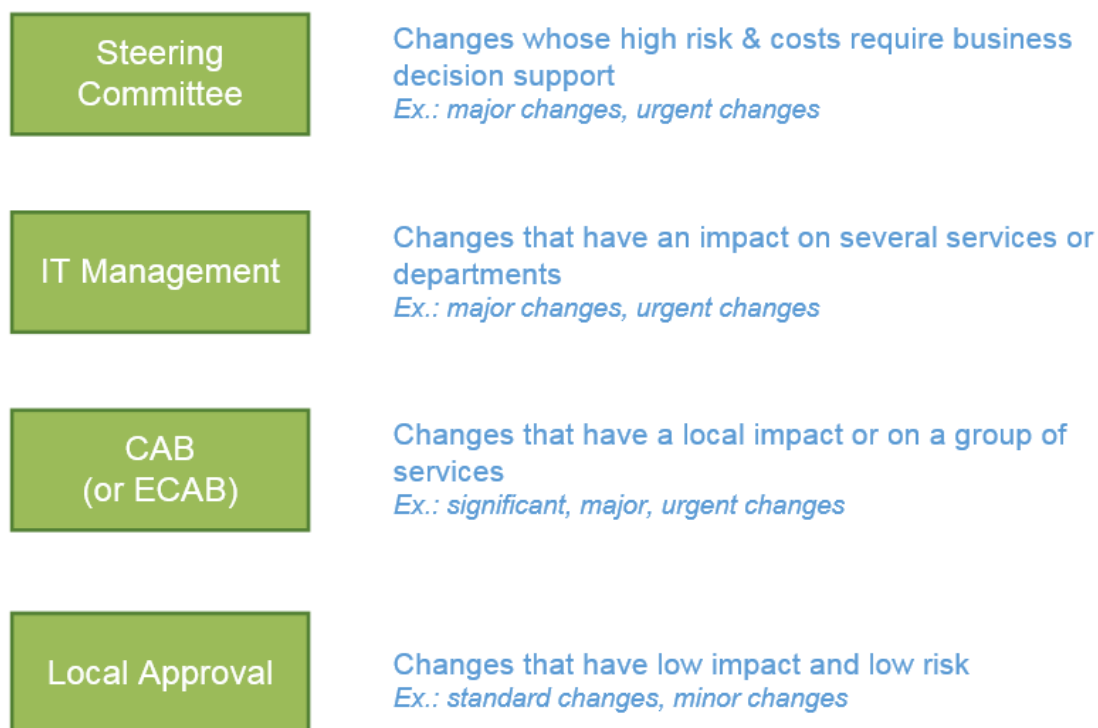 Steering
Committee
Changes whose high risk & costs require business
decision support
Ex.: major changes, urgent changes
IT Management
Changes that have an impact on several services or
departments
Ex.: major changes, urgent changes
CAB
(or ECAB)
Changes that have a local impact or on a group of
services
Ex.: significant, major, urgent changes
Local Approval
Changes that have low impact and low risk
Ex.: standard changes, minor changes